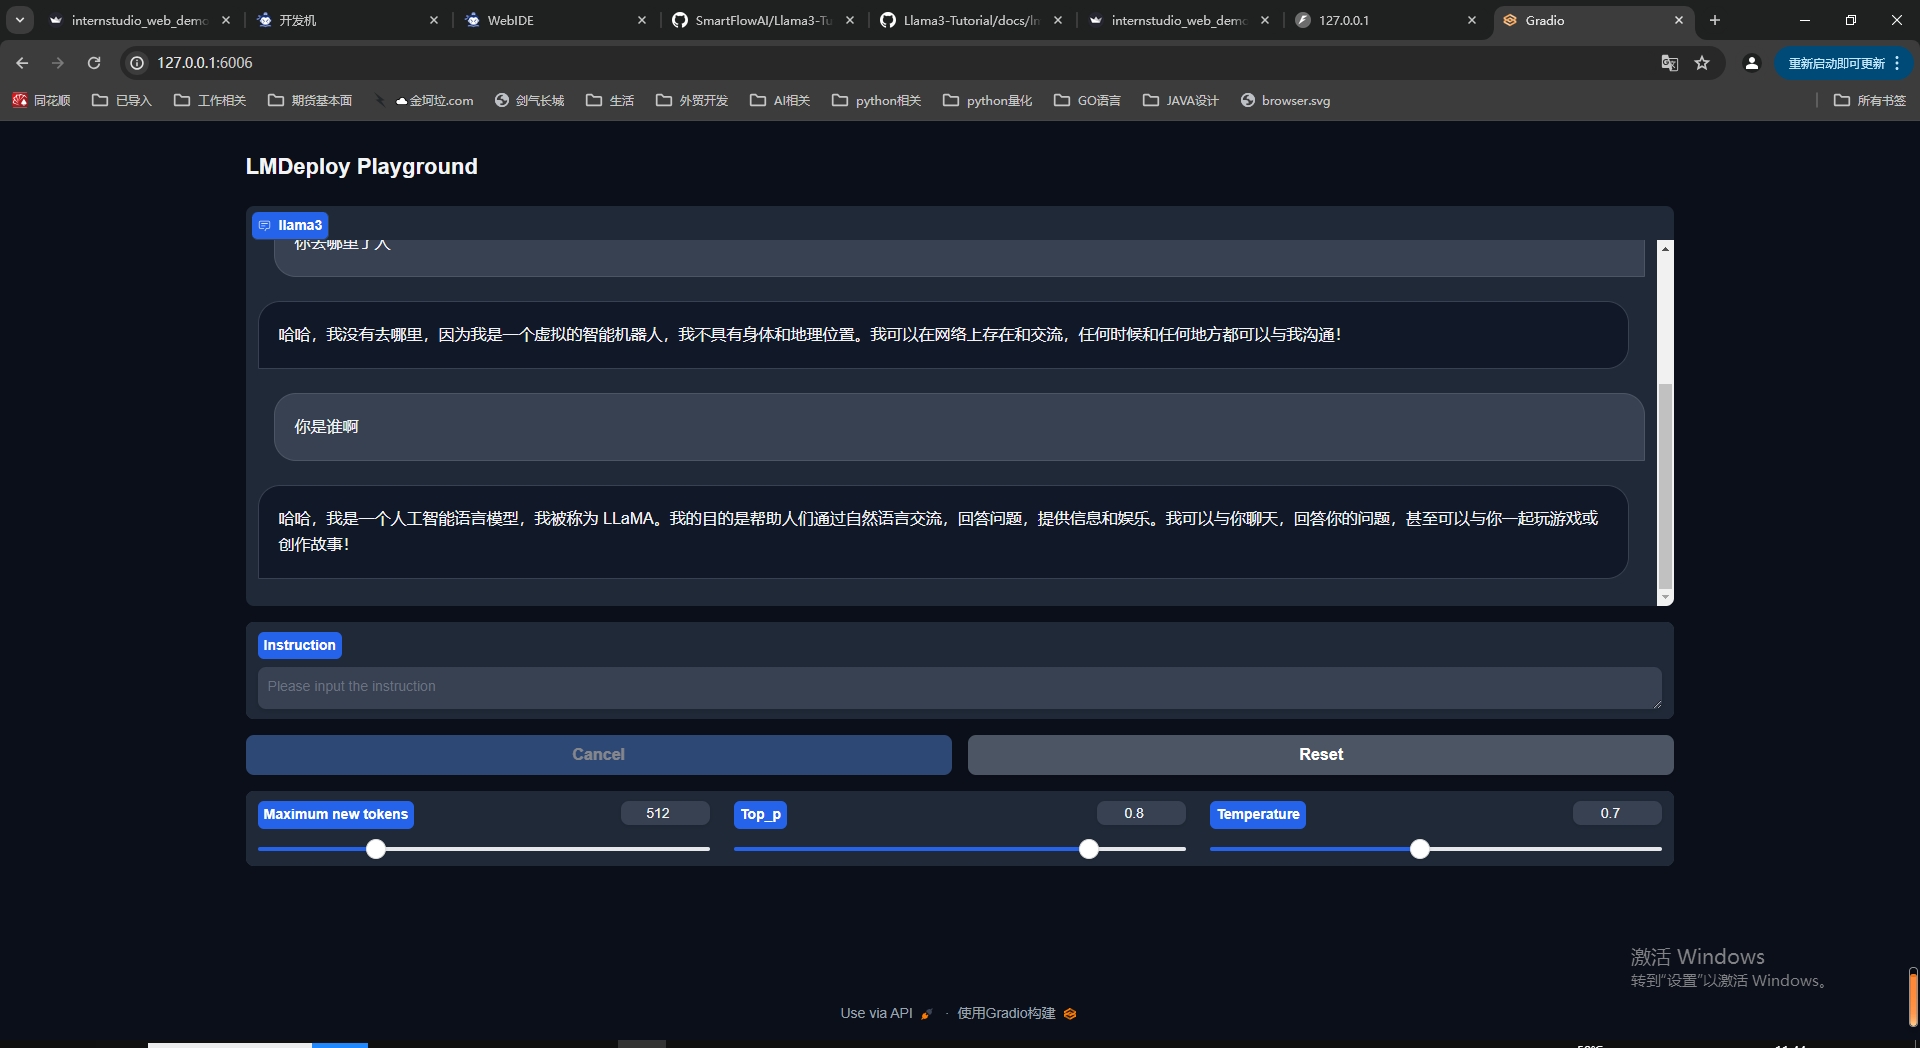 internstudio_web_demo
开发机
WebIDE
SmartFlowAI/Llama3-Tu
Llama3-Tutorial/docs/ln
internstudio_web_demo
127.0.0.1
Gradio
127.0.0.1:6006
重新启动即可更新
同花顺
已导入
工作相关
期货基本面
金坷垃.com
剑气长城
生活
外贸开发
AI相关
python相关
python量化
GO语言
JAVA设计
browser.svg
所有书签
LMDeploy Playground
llama3
你去哪里了人
哈哈，我没有去哪里，因为我是一个虚拟的智能机器人，我不具有身体和地理位置。我可以在网络上存在和交流，任何时候和任何地方都可以与我沟通！
你是谁啊
哈哈，我是一个人工智能语言模型，我被称为 LLaMA。我的目的是帮助人们通过自然语言交流，回答问题，提供信息和娱乐。我可以与你聊天，回答你的问题，甚至可以与你一起玩游戏或
创作故事！
Instruction
Please input the instruction
Cancel
Reset
Maximum new tokens
512
Top_p
0.8
Temperature
0.7
激活 Windows
转到"设置"以激活 Windows。
Use via API · 使用Gradio构建